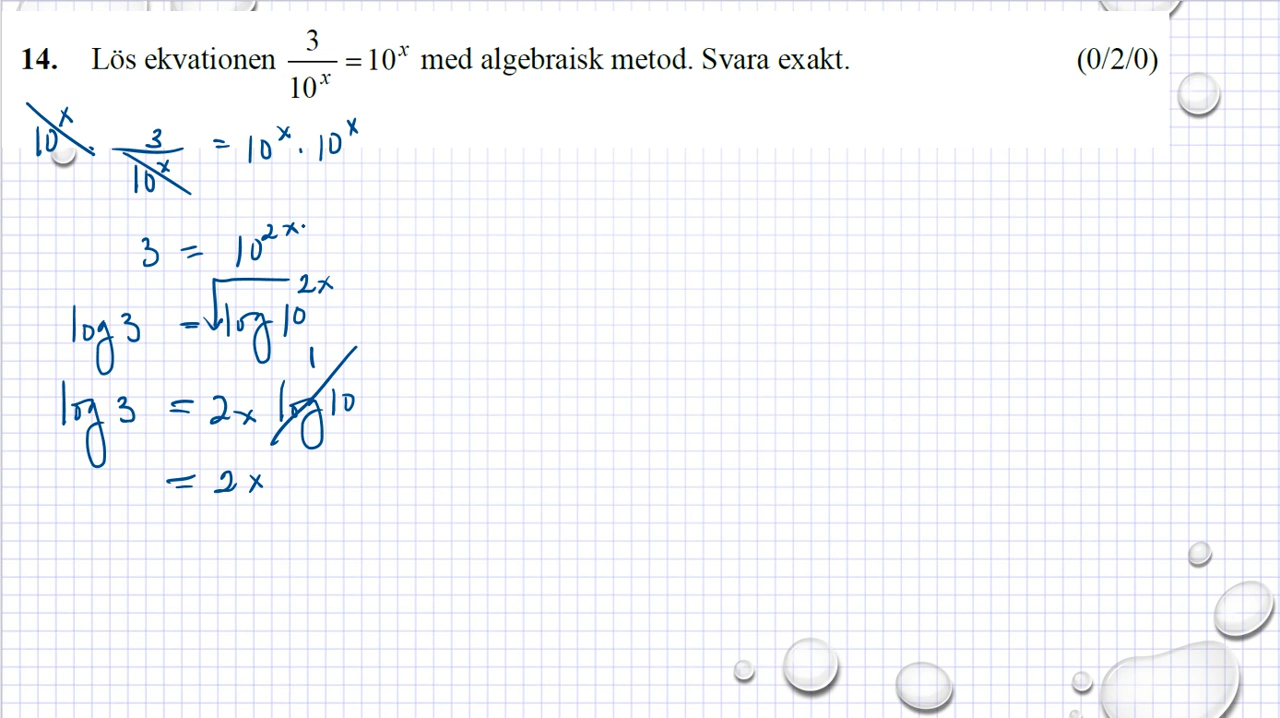 14. Lös ekvationen 3/10^x = 10^x med algebraisk metod. Svara exakt. (0/2/0)
10^x · 3/10^x = 10^x · 10^x
3 = 10^2x
log 3 = log 10^2x
1
log 3 = 2x log 10
= 2x